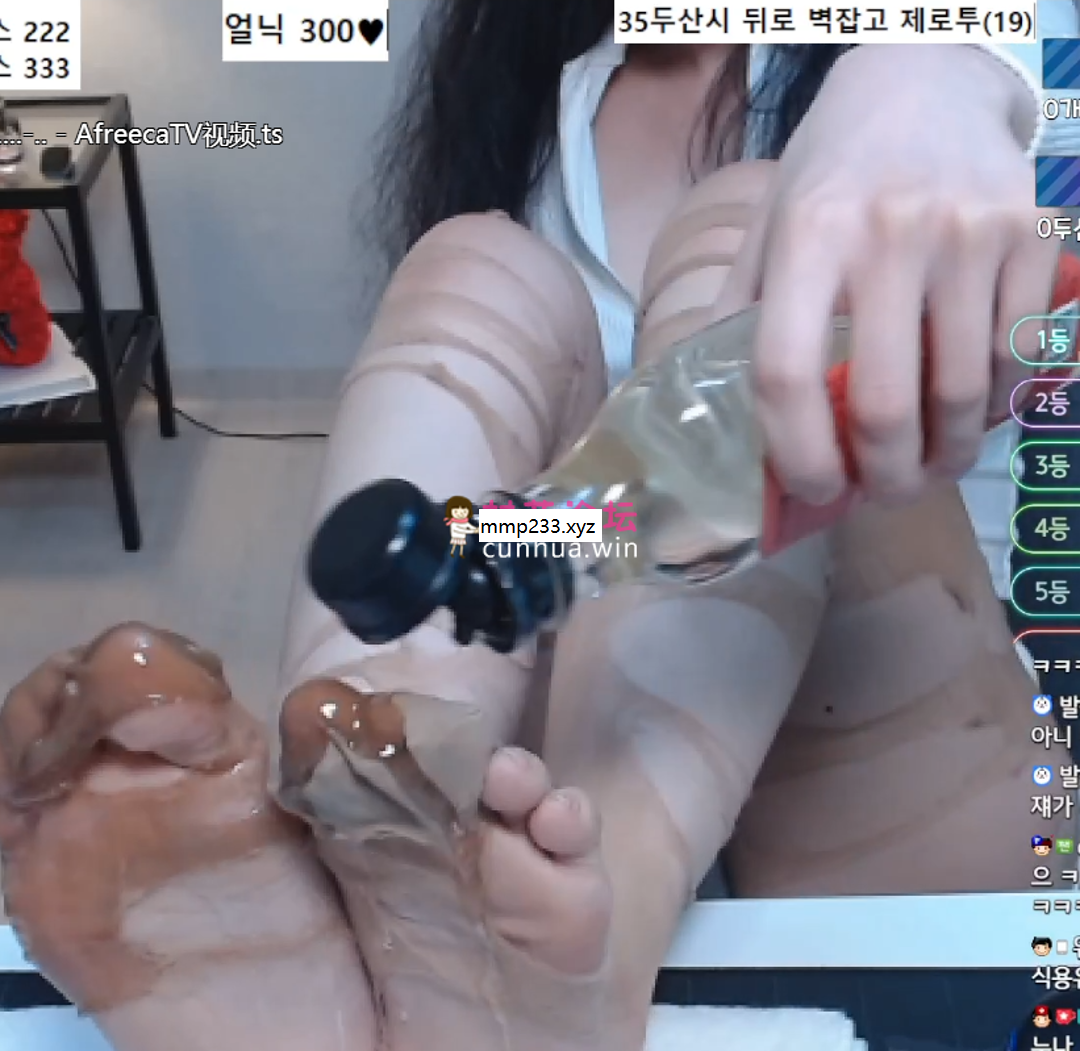 스 222
스 333
얼닉 300♥
35두산시 뒤로 벽잡고 제로투(19)
....-.. - AfreecaTV视频.ts
0개
0두산
1등
2등
3등
4등
5등
mmp233.xyz
cunhua.win
ㅋㅋㅋ
발
아니
발
쟤가
으 ㅋ
ㅋㅋㅋ
식용유
누나